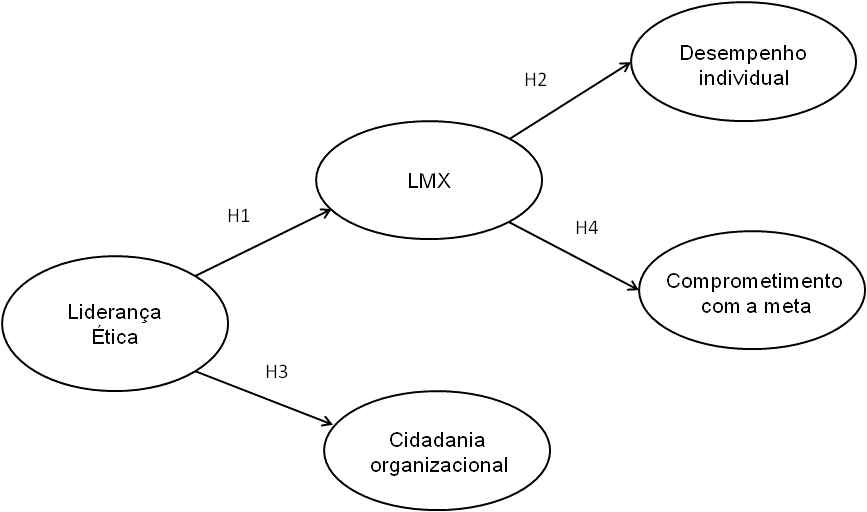 Desempenho
individual
H2
LMX
H1
H4
Comprometimento
com a meta
Liderança
Ética
H3
Cidadania
organizacional